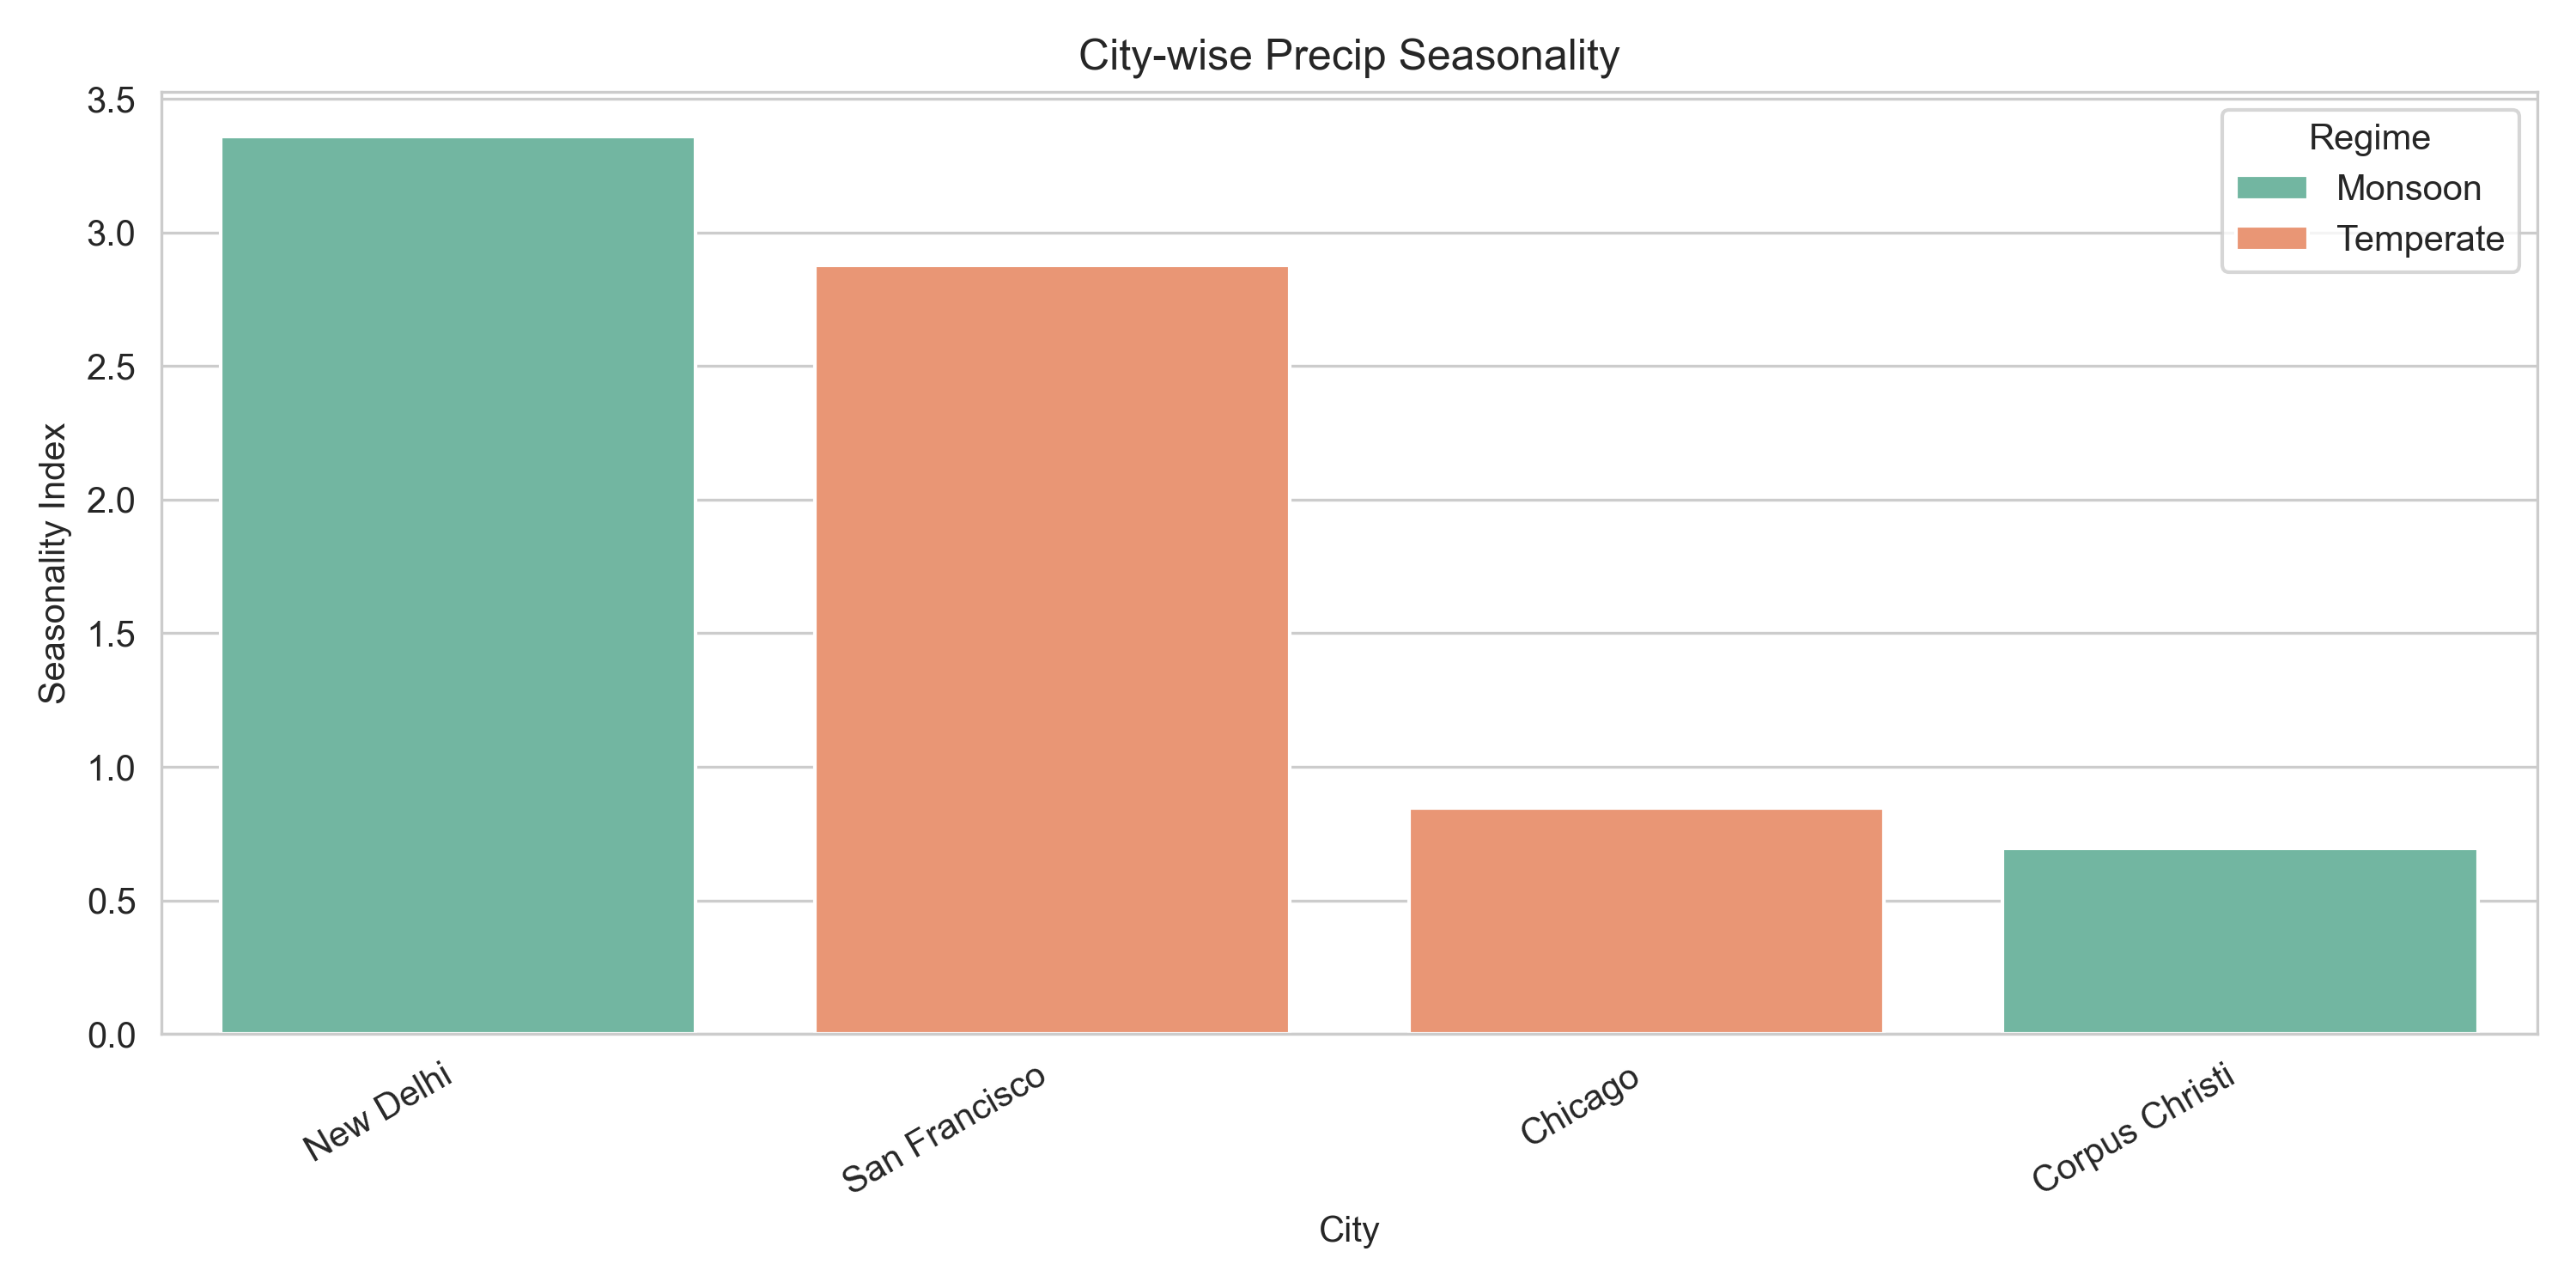 City-wise Precip Seasonality
Regime
Monsoon
Temperate
Seasonality Index
3.5
3.0
2.5
2.0
1.5
1.0
0.5
0.0
New Delhi
San Francisco
Chicago
Corpus Christi
City